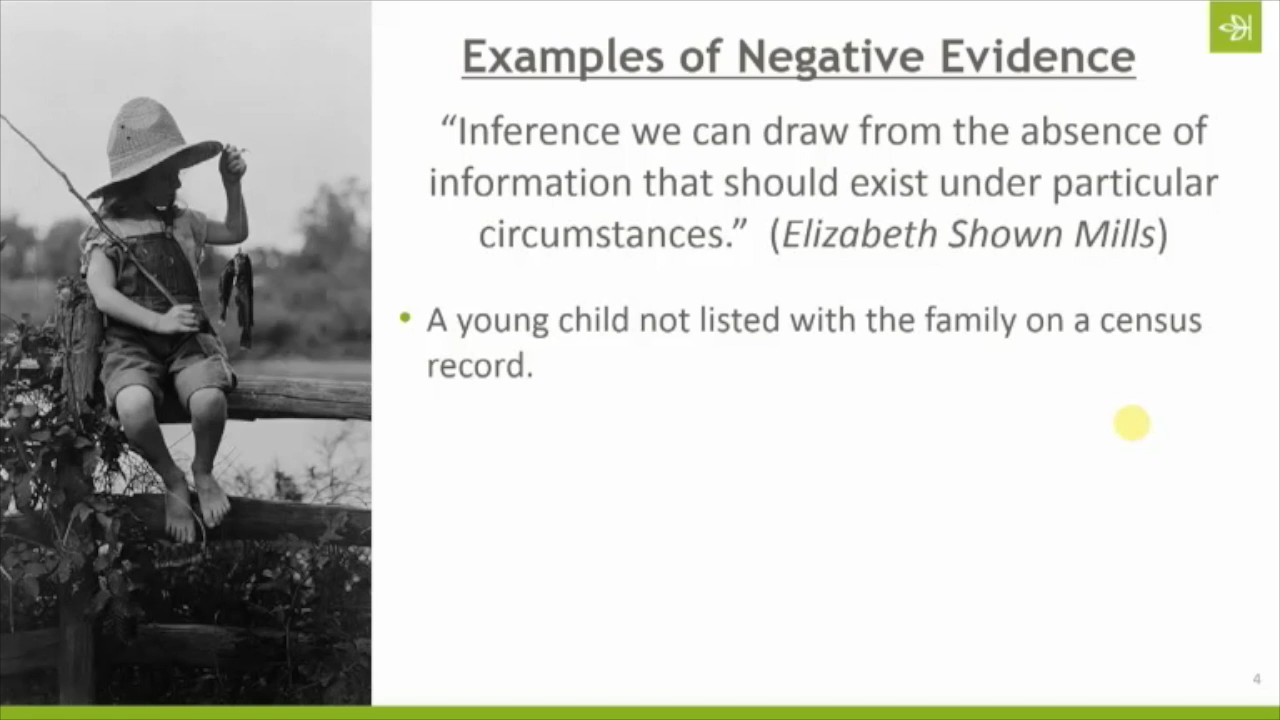 Examples of Negative Evidence
“Inference we can draw from the absence of
information that should exist under particular
circumstances.” (Elizabeth Shown Mills)
• A young child not listed with the family on a census
record.
4